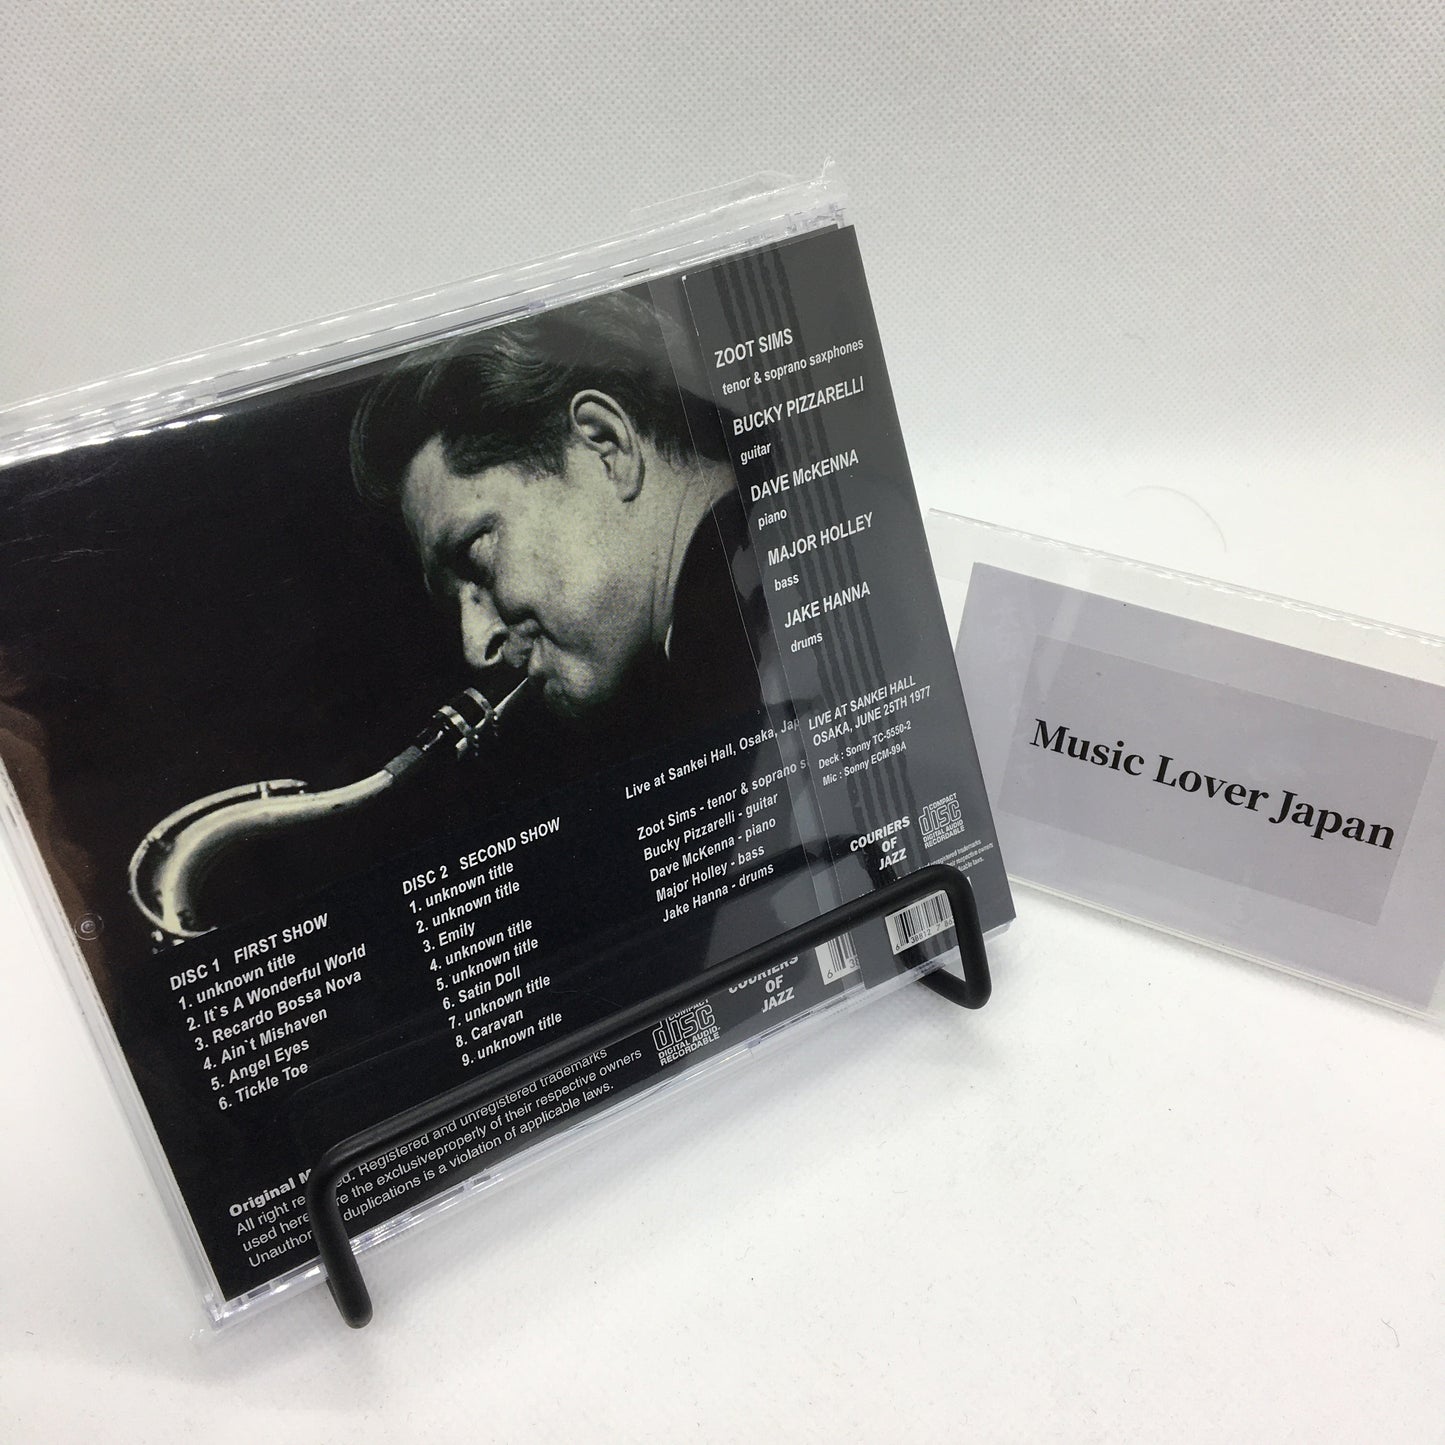 ZOOT SIMS
tenor & soprano saxphones
BUCKY PIZZARELLI
guitar
DAVE McKENNA
piano
MAJOR HOLLEY
bass
JAKE HANNA
drums
LIVE AT SANKEI HALL
OSAKA, JUNE 25TH 1977
Deck : Sonny TC-5550-2
Mic : Sonny ECM-99A
COURIERS
OF
JAZZ
COMPACT
disc
DIGITAL AUDIO
RECORDABLE
registered trademarks
Live at Sankei Hall, Osaka, Jap
Zoot Sims - tenor & soprano s
Bucky Pizzarelli - guitar
Dave McKenna - piano
Major Holley - bass
Jake Hanna - drums
DISC 1 FIRST SHOW
1. unknown title
2. It`s A Wonderful World
3. Recardo Bossa Nova
4. Ain`t Mishaven
5. Angel Eyes
6. Tickle Toe
DISC 2 SECOND SHOW
1. unknown title
2. unknown title
3. Emily
4. unknown title
5. unknown title
6. Satin Doll
7. unknown title
8. Caravan
9. unknown title
COMPACT
disc
DIGITAL AUDIO
RECORDABLE
COURIERS
OF
JAZZ
Original M
All right re ed. Registered and unregistered trademarks
used here re the exclusiveproperly of their respective owners
Unauthor duplications is a violation of applicable laws.
Music Lover Japan